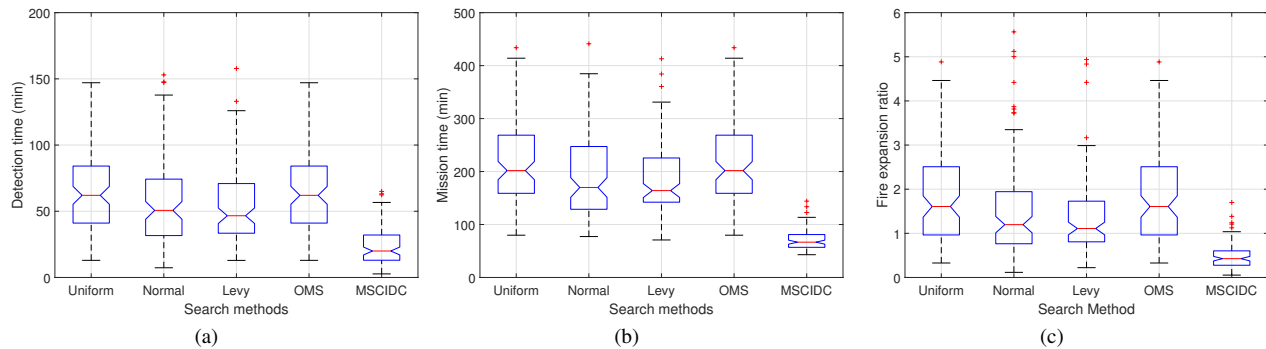 200
150
100
50
0
Detection time (min)
Uniform Normal Levy OMS MSCIDC
Search methods
(a)
500
400
300
200
100
0
Mission time (min)
Uniform Normal Levy OMS MSCIDC
Search methods
(b)
6
5
4
3
2
1
0
Fire expansion ratio
Uniform Normal Levy OMS MSCIDC
Search Method
(c)